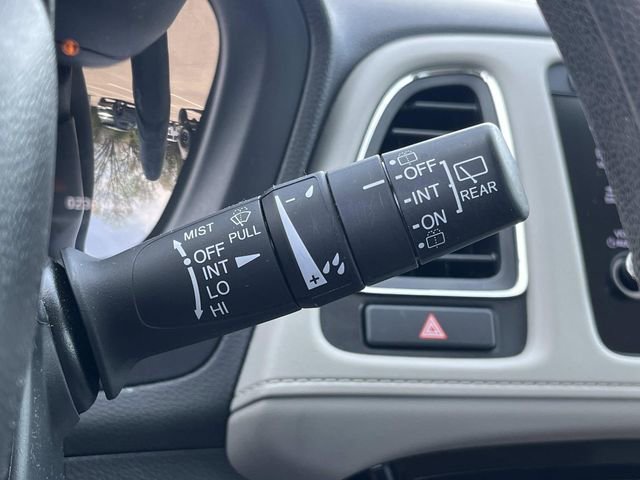 MIST
OFF
INT
LO
HI
PULL
-
+
OFF
INT
ON
REAR